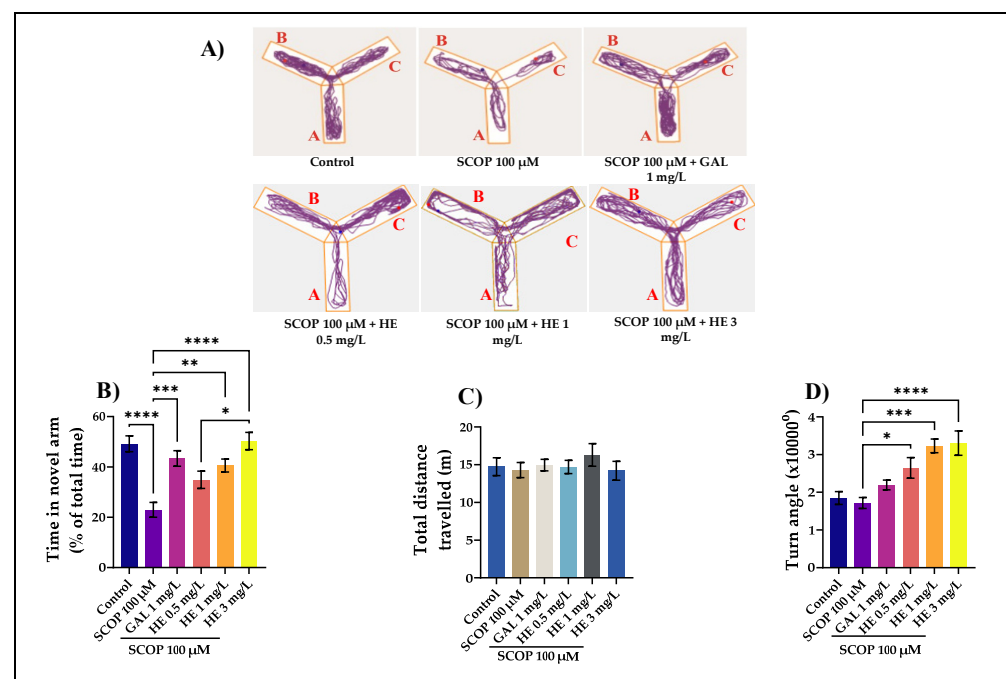 A)
B
C
A
Control
B
C
A
SCOP 100 µM
B
C
A
SCOP 100 µM + GAL
1 mg/L
B
C
A
SCOP 100 µM + HE
0.5 mg/L
B
C
A
SCOP 100 µM + HE 1
mg/L
B
C
A
SCOP 100 µM + HE 3
mg/L
B)
Time in novel arm
(% of total time)
60
40
20
0
****
***
**
****
*
Control
SCOP 100 µM
GAL 1 mg/L
HE 0.5 mg/L
HE 1 mg/L
HE 3 mg/L
SCOP 100 µM
C)
Total distance
travelled (m)
20
15
10
5
0
Control
SCOP 100 µM
GAL 1 mg/L
HE 0.5 mg/L
HE 1 mg/L
HE 3 mg/L
SCOP 100 µM
D)
Turn angle (x10000⁰)
4
3
2
1
0
*
***
****
Control
SCOP 100 µM
GAL 1 mg/L
HE 0.5 mg/L
HE 1 mg/L
HE 3 mg/L
SCOP 100 µM